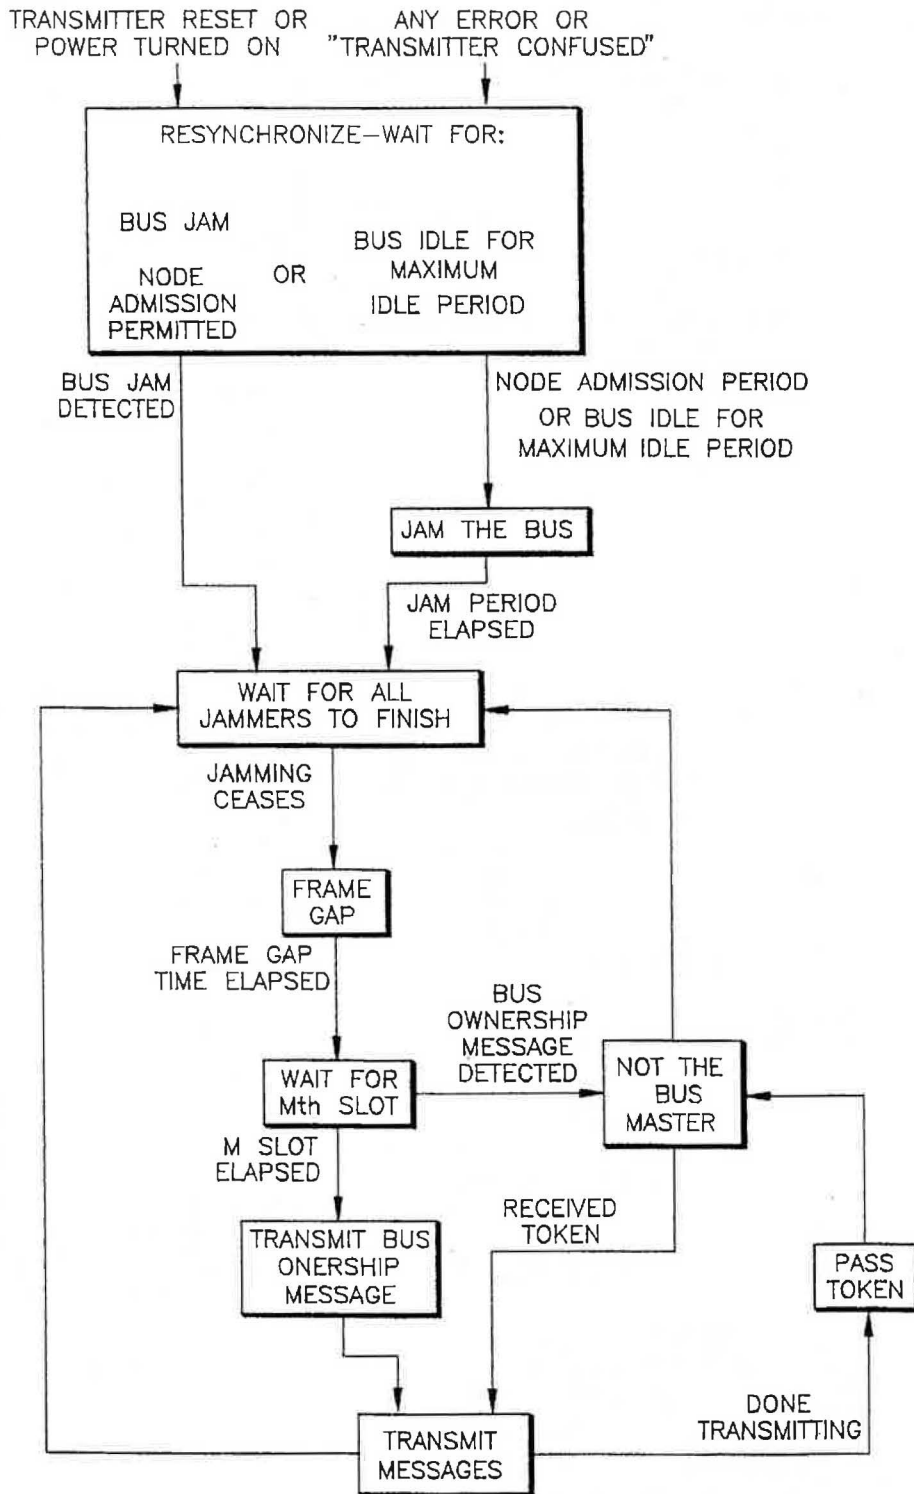 TRANSMITTER RESET OR
POWER TURNED ON
ANY ERROR OR
"TRANSMITTER CONFUSED"
RESYNCHRONIZE-WAIT FOR:
BUS JAM
NODE
ADMISSION
PERMITTED
OR
BUS IDLE FOR
MAXIMUM
IDLE PERIOD
BUS JAM
DETECTED
NODE ADMISSION PERIOD
OR BUS IDLE FOR
MAXIMUM IDLE PERIOD
JAM THE BUS
JAM PERIOD
ELAPSED
WAIT FOR ALL
JAMMERS TO FINISH
JAMMING
CEASES
FRAME
GAP
FRAME GAP
TIME ELAPSED
BUS
OWNERSHIP
MESSAGE
DETECTED
WAIT FOR
Mth SLOT
NOT THE
BUS
MASTER
M SLOT
ELAPSED
RECEIVED
TOKEN
TRANSMIT BUS
ONERSHIP
MESSAGE
PASS
TOKEN
DONE
TRANSMITTING
TRANSMIT
MESSAGES